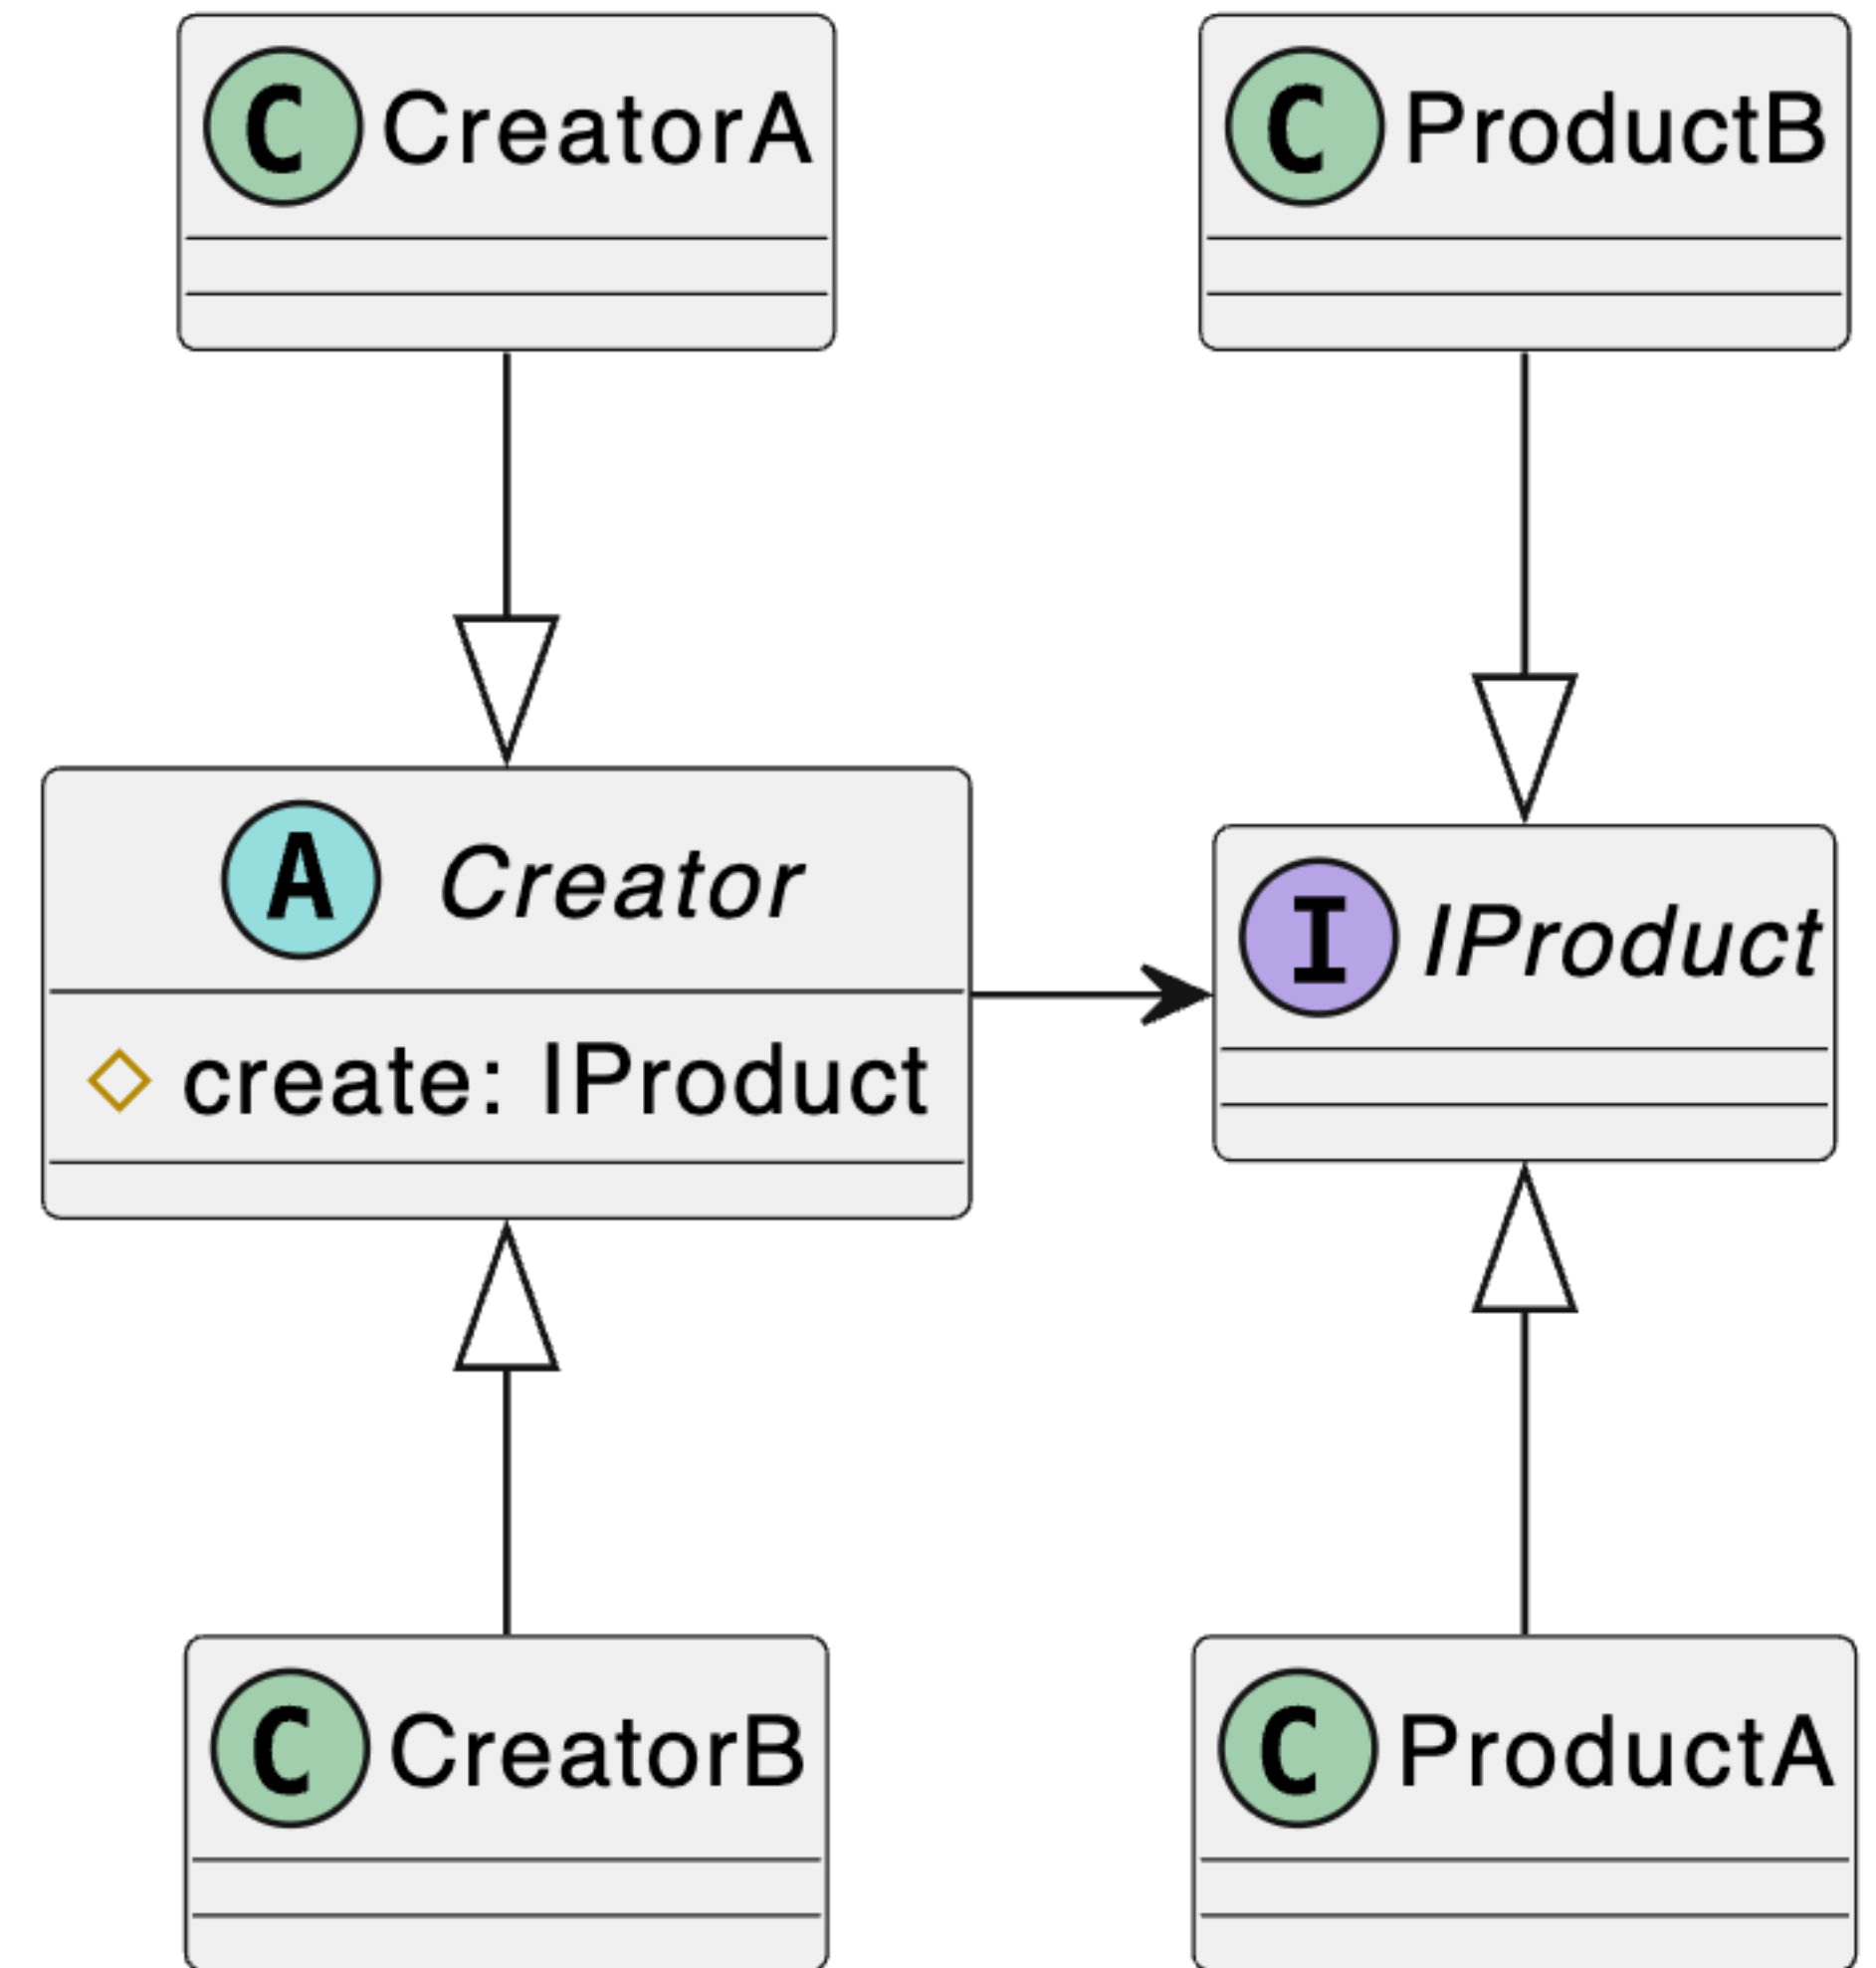 C CreatorA
C ProductB
A Creator
create: IProduct
I IProduct
C CreatorB
C ProductA